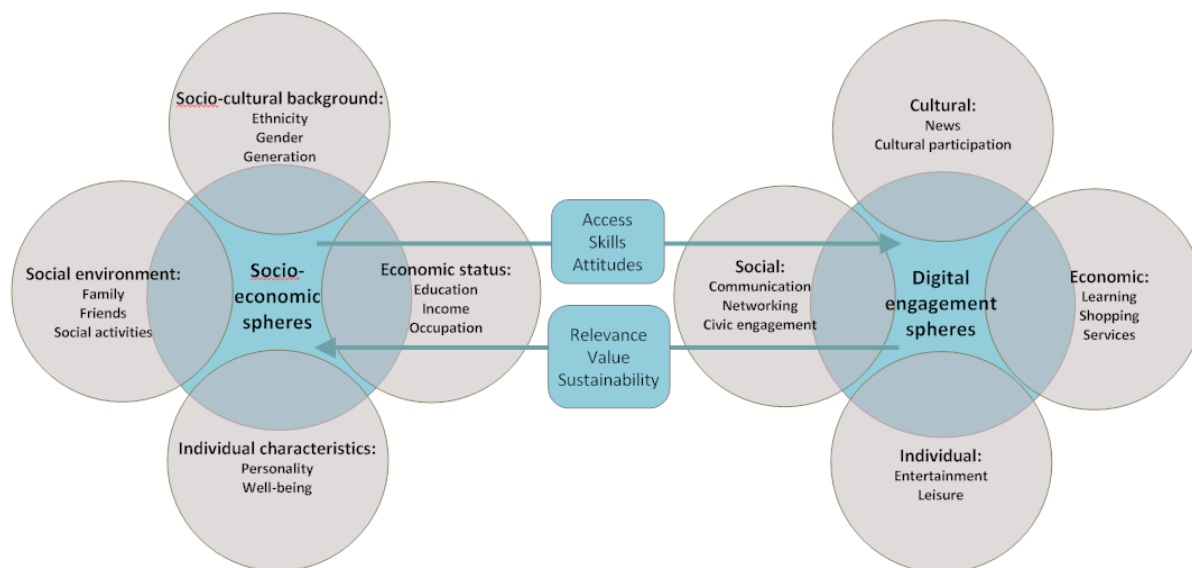 Socio-cultural background:
Ethnicity
Gender
Generation
Social environment:
Family
Friends
Social activities
Socio-
economic
spheres
Economic status:
Education
Income
Occupation
Individual characteristics:
Personality
Well-being
Access
Skills
Attitudes
Relevance
Value
Sustainability
Cultural:
News
Cultural participation
Social:
Communication
Networking
Civic engagement
Digital
engagement
spheres
Economic:
Learning
Shopping
Services
Individual:
Entertainment
Leisure